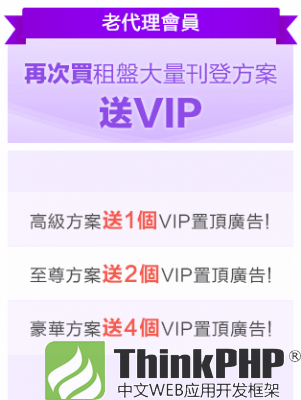 老代理會員
再次買租盤大量刊登方案
送VIP
高級方案送1個VIP置頂廣告!
至尊方案送2個VIP置頂廣告!
豪華方案送4個VIP置頂廣告!
ThinkPHP®
中文WEB应用开发框架